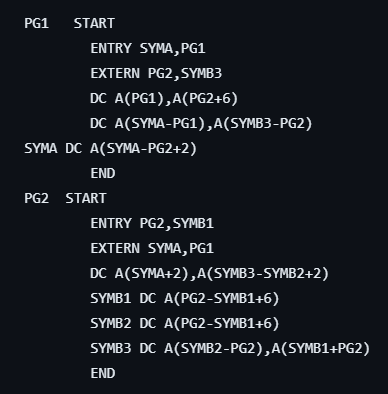 PG1 START
ENTRY SYMA,PG1
EXTERN PG2,SYMB3
DC A(PG1),A(PG2+6)
DC A(SYMA-PG1),A(SYMB3-PG2)
SYMA DC A(SYMA-PG2+2)
END
PG2 START
ENTRY PG2,SYMB1
EXTERN SYMA,PG1
DC A(SYMA+2),A(SYMB3-SYMB2+2)
SYMB1 DC A(PG2-SYMB1+6)
SYMB2 DC A(PG2-SYMB1+6)
SYMB3 DC A(SYMB2-PG2),A(SYMB1+PG2)
END